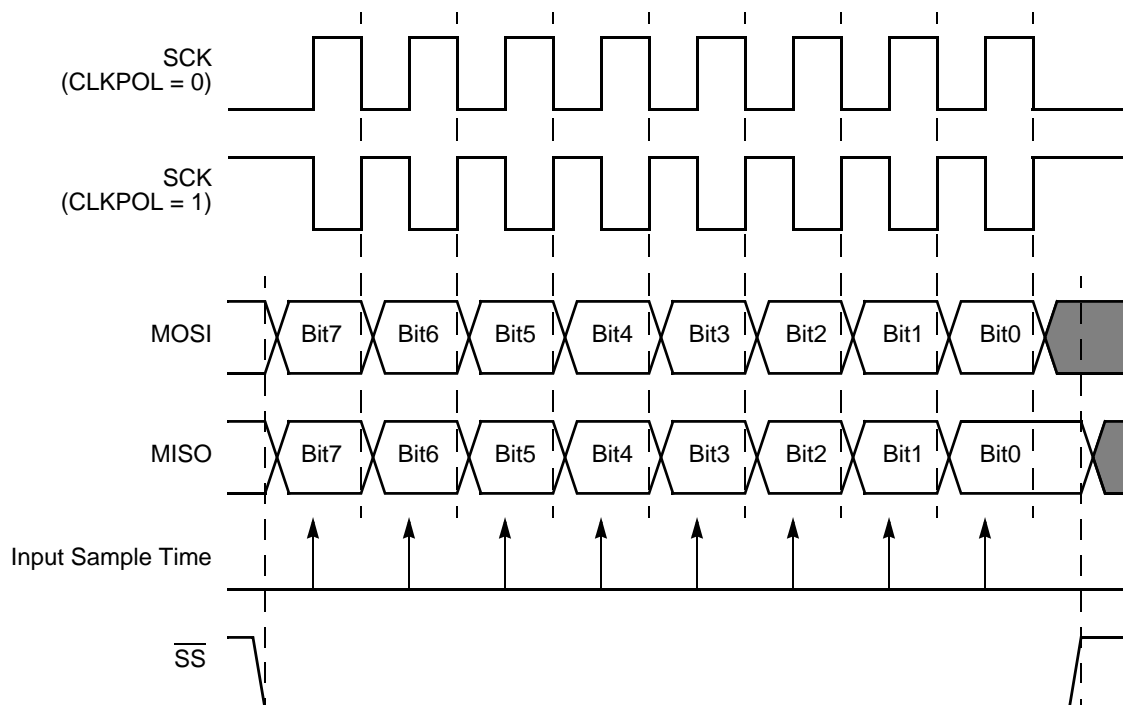 SCK
(CLKPOL = 0)
SCK
(CLKPOL = 1)
MOSI
Bit7 Bit6 Bit5 Bit4 Bit3 Bit2 Bit1 Bit0
MISO
Bit7 Bit6 Bit5 Bit4 Bit3 Bit2 Bit1 Bit0
Input Sample Time
S̅S̅